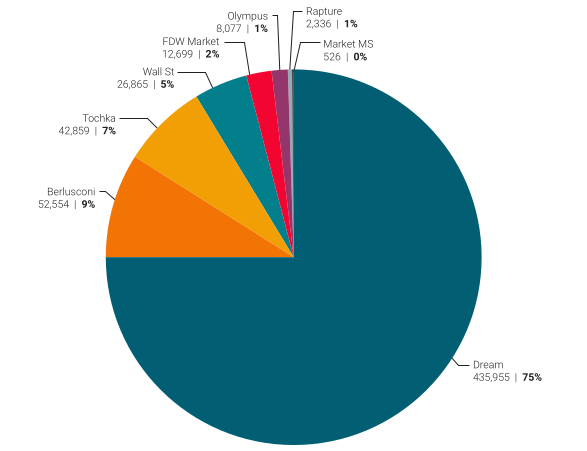 Rapture
2,336 | 1%
Olympus
8,077 | 1%
FDW Market
12,699 | 2%
Market MS
526 | 0%
Wall St
26,865 | 5%
Tochka
42,859 | 7%
Berlusconi
52,554 | 9%
Dream
435,955 | 75%